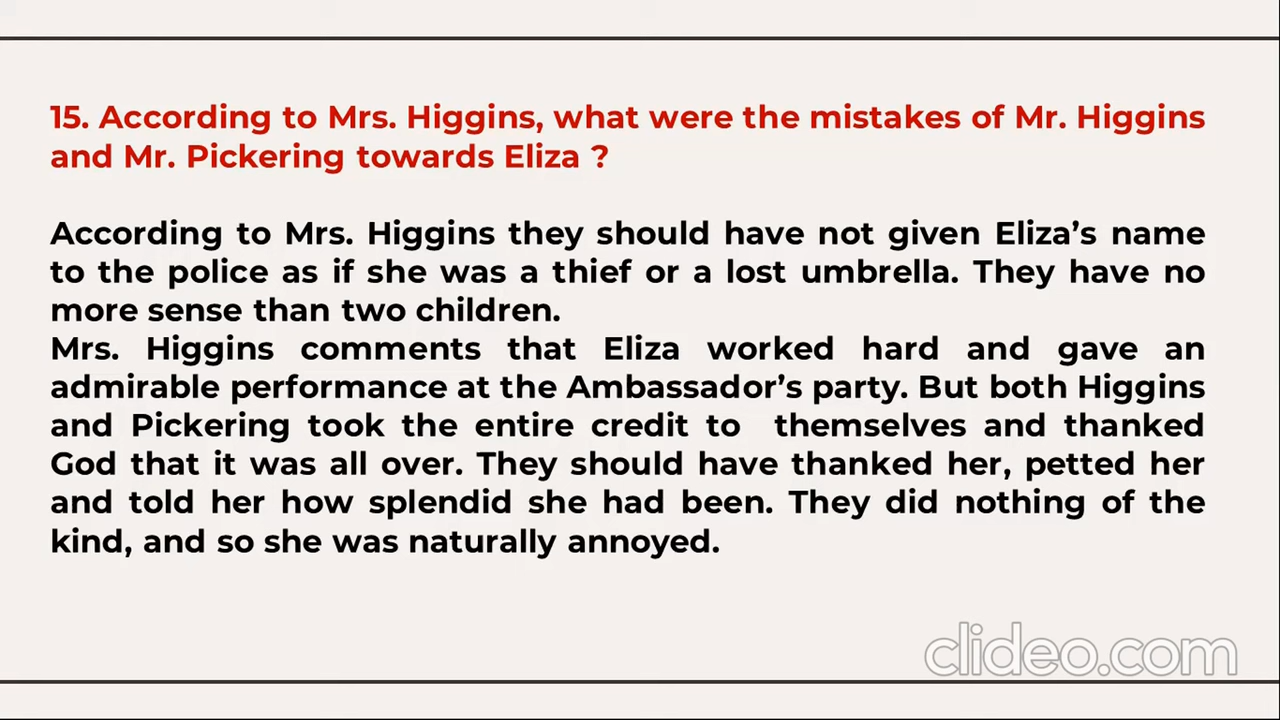 15. According to Mrs. Higgins, what were the mistakes of Mr. Higgins
and Mr. Pickering towards Eliza ?
According to Mrs. Higgins they should have not given Eliza’s name
to the police as if she was a thief or a lost umbrella. They have no
more sense than two children.
Mrs. Higgins comments that Eliza worked hard and gave an
admirable performance at the Ambassador’s party. But both Higgins
and Pickering took the entire credit to themselves and thanked
God that it was all over. They should have thanked her, petted her
and told her how splendid she had been. They did nothing of the
kind, and so she was naturally annoyed.
clideo.com